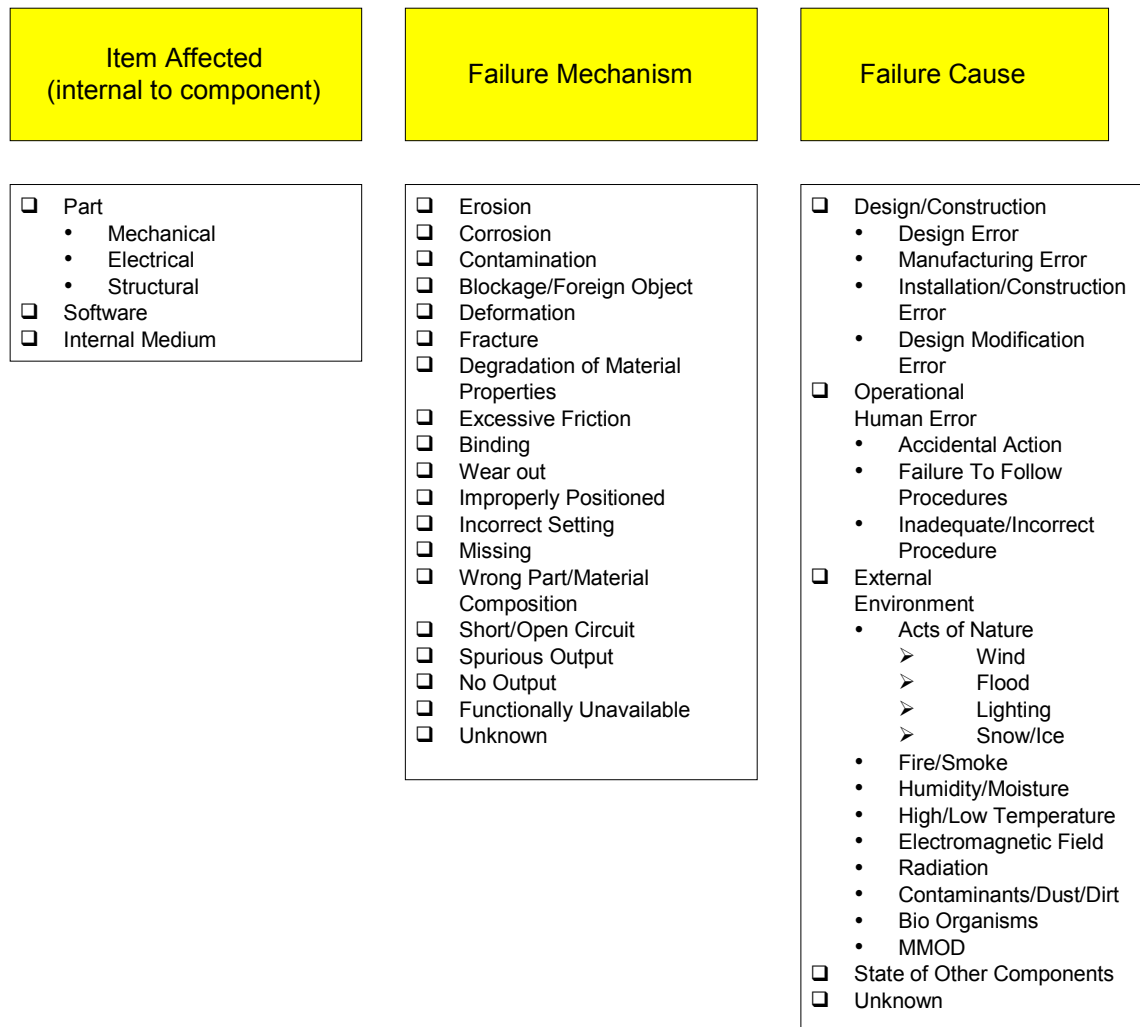 Item Affected
(internal to component)
Failure Mechanism
Failure Cause
❑ Part
• Mechanical
• Electrical
• Structural
❑ Software
❑ Internal Medium
❑ Erosion
❑ Corrosion
❑ Contamination
❑ Blockage/Foreign Object
❑ Deformation
❑ Fracture
❑ Degradation of Material
Properties
❑ Excessive Friction
❑ Binding
❑ Wear out
❑ Improperly Positioned
❑ Incorrect Setting
❑ Missing
❑ Wrong Part/Material
Composition
❑ Short/Open Circuit
❑ Spurious Output
❑ No Output
❑ Functionally Unavailable
❑ Unknown
❑ Design/Construction
• Design Error
• Manufacturing Error
• Installation/Construction
Error
• Design Modification
Error
❑ Operational
Human Error
• Accidental Action
• Failure To Follow
Procedures
• Inadequate/Incorrect
Procedure
❑ External
Environment
• Acts of Nature
➢ Wind
➢ Flood
➢ Lighting
➢ Snow/Ice
• Fire/Smoke
• Humidity/Moisture
• High/Low Temperature
• Electromagnetic Field
• Radiation
• Contaminants/Dust/Dirt
• Bio Organisms
• MMOD
❑ State of Other Components
❑ Unknown